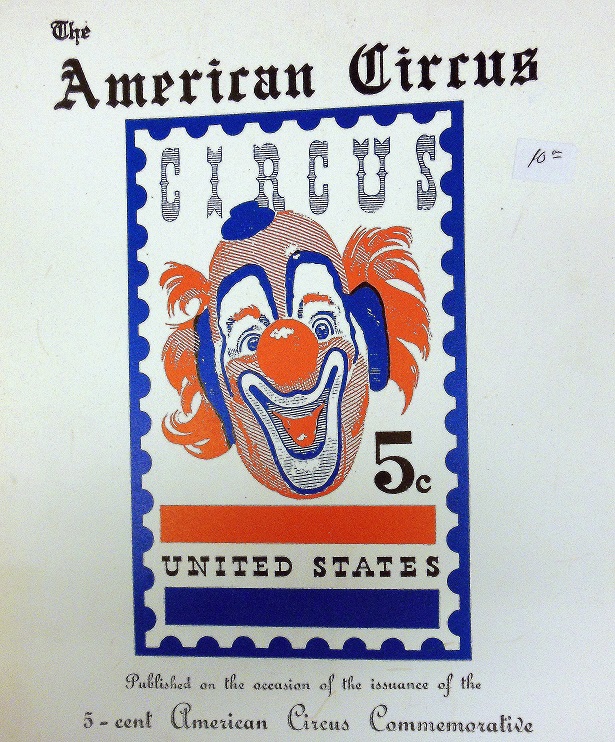 The
American Circus
CIRCUS
10 00
5c
UNITED STATES
Published on the occasion of the issuance of the
5-cent American Circus Commemorative